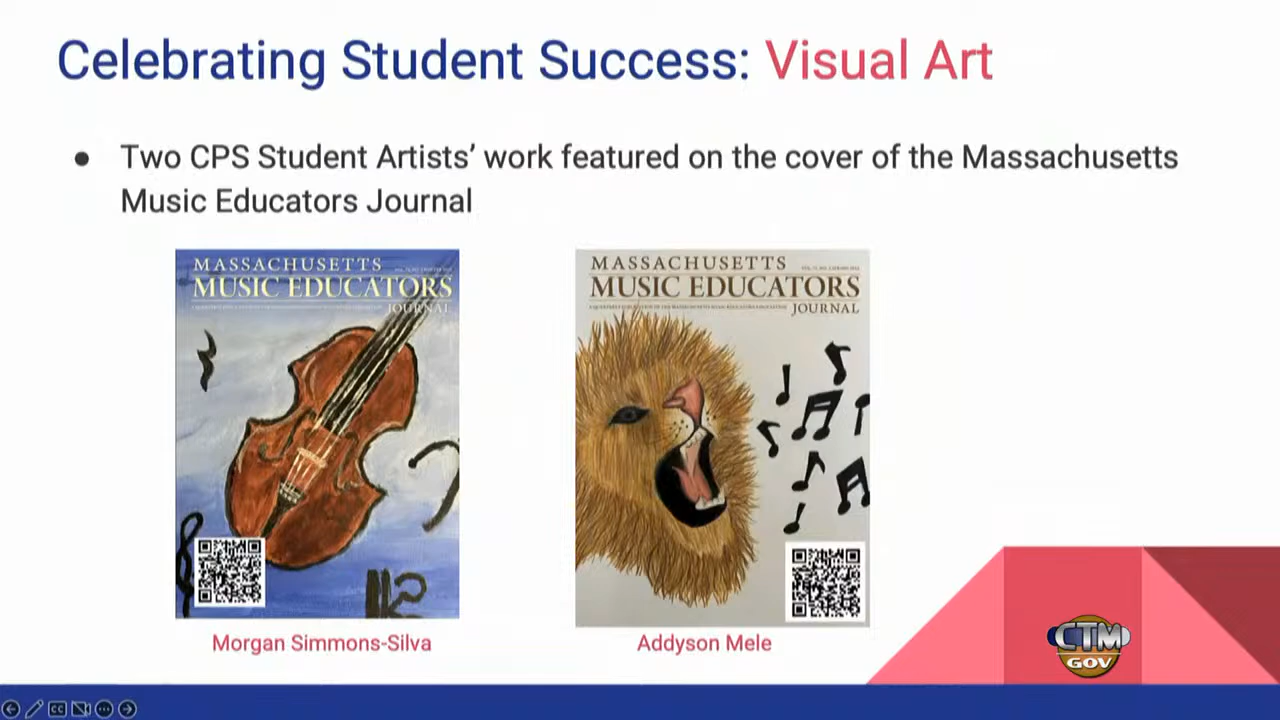 Celebrating Student Success: Visual Art
● Two CPS Student Artists’ work featured on the cover of the Massachusetts
Music Educators Journal
MASSACHUSETTS
MUSIC EDUCATORS
JOURNAL
MASSACHUSETTS
MUSIC EDUCATORS
JOURNAL
Morgan Simmons-Silva
Addyson Mele
CTM
GOV
CC